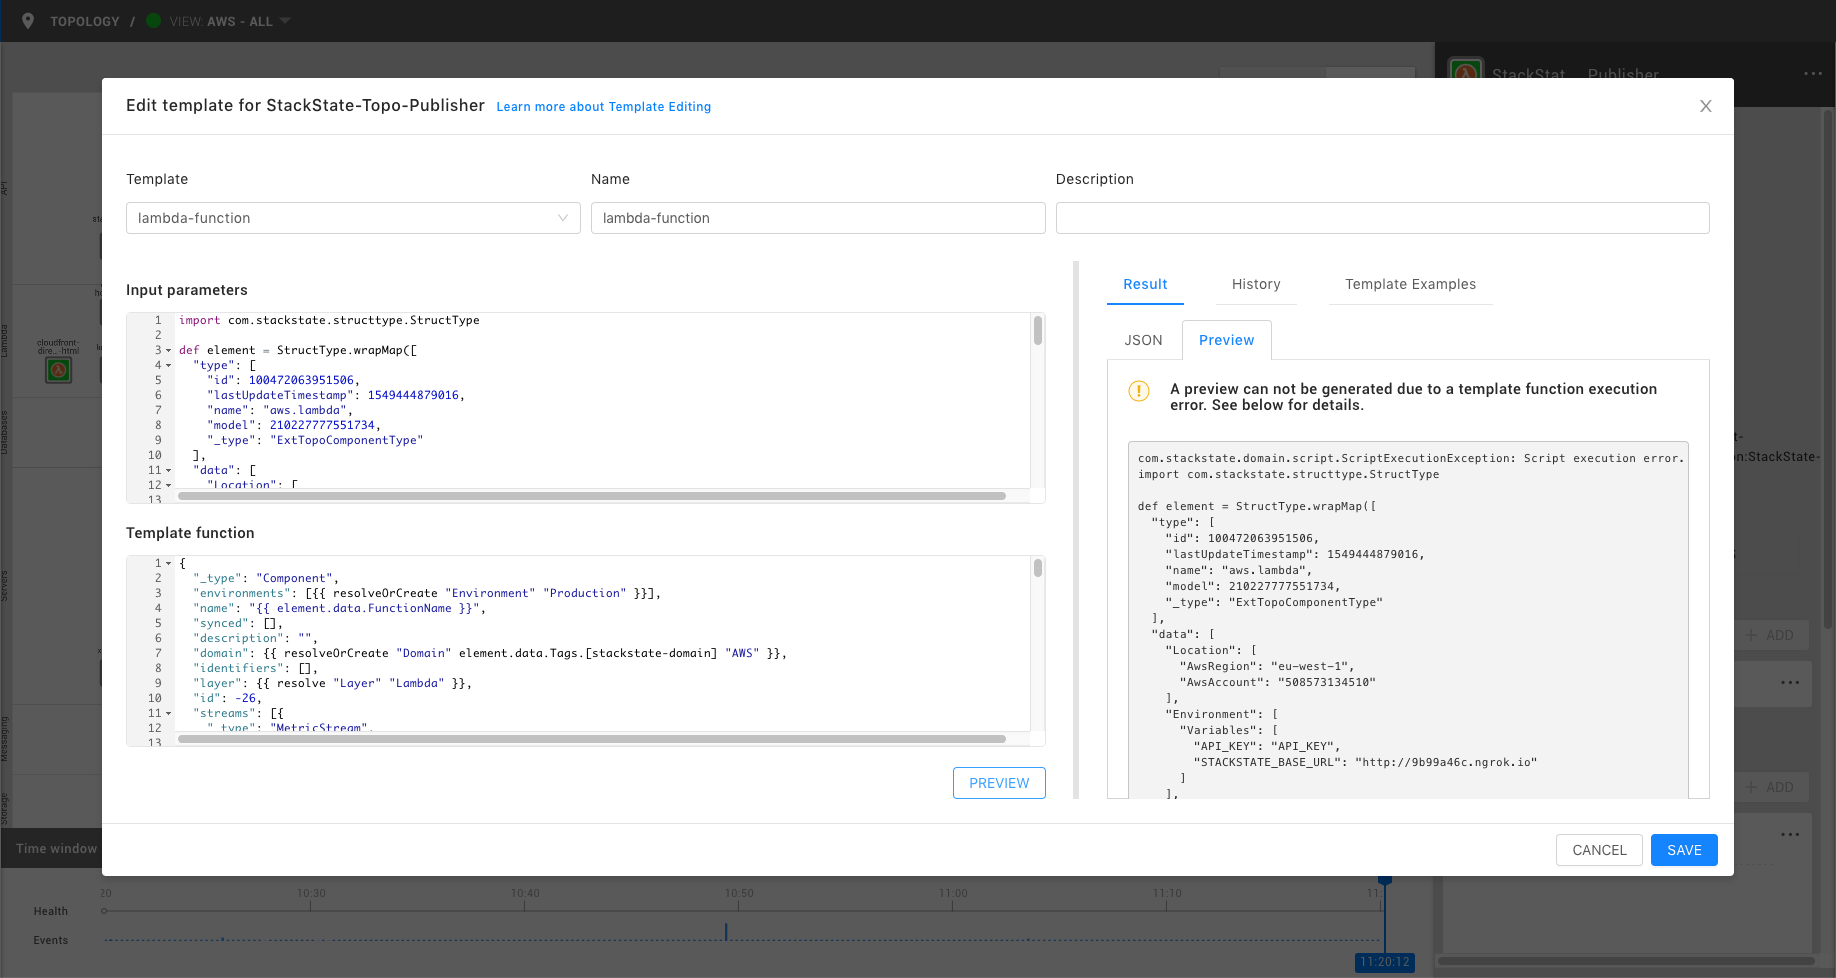 TOPOLOGY / VIEW: AWS - ALL
StackStat... Publisher
Edit template for StackState-Topo-Publisher Learn more about Template Editing
Template
Name
Description
lambda-function
lambda-function
Input parameters
1 import com.stackstate.structtype.StructType
2
3 def element = StructType.wrapMap([
4 "type": [
5 "id": 100472063951506,
6 "lastUpdateTimestamp": 1549444879016,
7 "name": "aws.lambda",
8 "model": 210227777551734,
9 "_type": "ExtTopoComponentType"
10 ],
11 "data": [
12 "Location": [
13
Template function
1 {
2 "_type": "Component",
3 "environments": [{{ resolveOrCreate "Environment" "Production" }}],
4 "name": "{{ element.data.FunctionName }}",
5 "synced": [],
6 "description": "",
7 "domain": {{ resolveOrCreate "Domain" element.data.Tags.[stackstate-domain] "AWS" }},
8 "identifiers": [],
9 "layer": {{ resolve "Layer" "Lambda" }},
10 "id": -26,
11 "streams": [{
12 "_type": "MetricStream",
13
PREVIEW
Result
History
Template Examples
JSON
Preview
A preview can not be generated due to a template function execution
error. See below for details.
com.stackstate.domain.script.ScriptExecutionException: Script execution error.
import com.stackstate.structtype.StructType
def element = StructType.wrapMap([
"type": [
"id": 100472063951506,
"lastUpdateTimestamp": 1549444879016,
"name": "aws.lambda",
"model": 210227777551734,
"_type": "ExtTopoComponentType"
],
"data": [
"Location": [
"AwsRegion": "eu-west-1",
"AwsAccount": "508573134510"
],
"Environment": [
"Variables": [
"API_KEY": "API_KEY",
"STACKSTATE_BASE_URL": "http://9b99a46c.ngrok.io"
]
],
CANCEL
SAVE
API
Lambda
Databases
Servers
Messaging
Storage
cloudfront-
dire...-html
on:StackState-
+ ADD
+ ADD
Time window
10:30
10:40
10:50
11:00
11:10
Health
Events
11:20:12